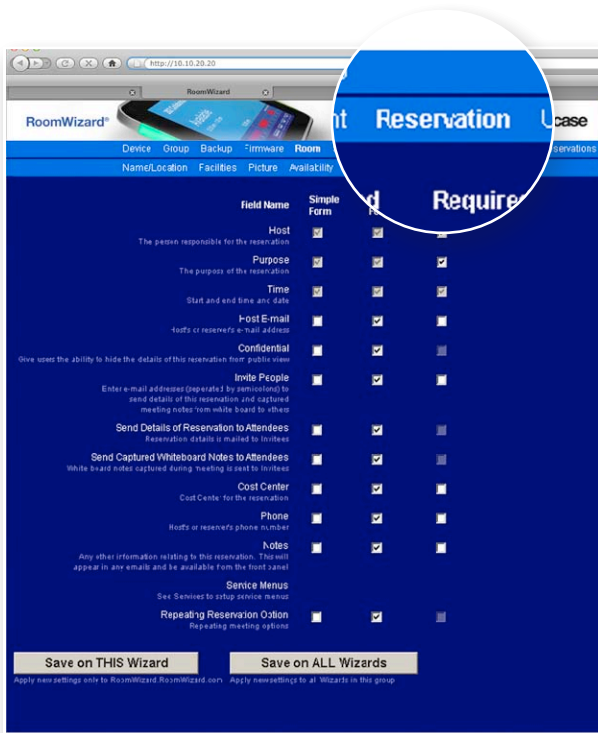 http://10.10.20.20
RoomWizard
RoomWizard®
nt Reservation U case
Device Group Backup Firmware Room
servations
Name/Location Facilities Picture Availability
Field Name Simple Form d Fo Require
Host
The person responsible for the reservation
Purpose
The purpose of the reservation
Time
Start and end time and date
Host E-mail
Host's or reserver's e-mail address
Confidential
Give users the ability to hide the details of this reservation from public view
Invite People
Enter e-mail addresses (seperated by semicolons) to
send details of this reservation and captured
meeting notes from white board to others
Send Details of Reservation to Attendees
Reservation details is mailed to Invitees
Send Captured Whiteboard Notes to Attendees
White board notes captured during meeting is sent to Invitees
Cost Center
Cost Center for the reservation
Phone
Host's or reserver's phone number
Notes
Any other information relating to this reservation. This will
appear in any emails and be available from the front panel
Service Menus
See Services to setup service menus
Repeating Reservation Option
Repeating meeting options
Save on THIS Wizard Save on ALL Wizards
Apply new settings only to RoomWizard.RoomWizard.com Apply new settings to all Wizards in this group